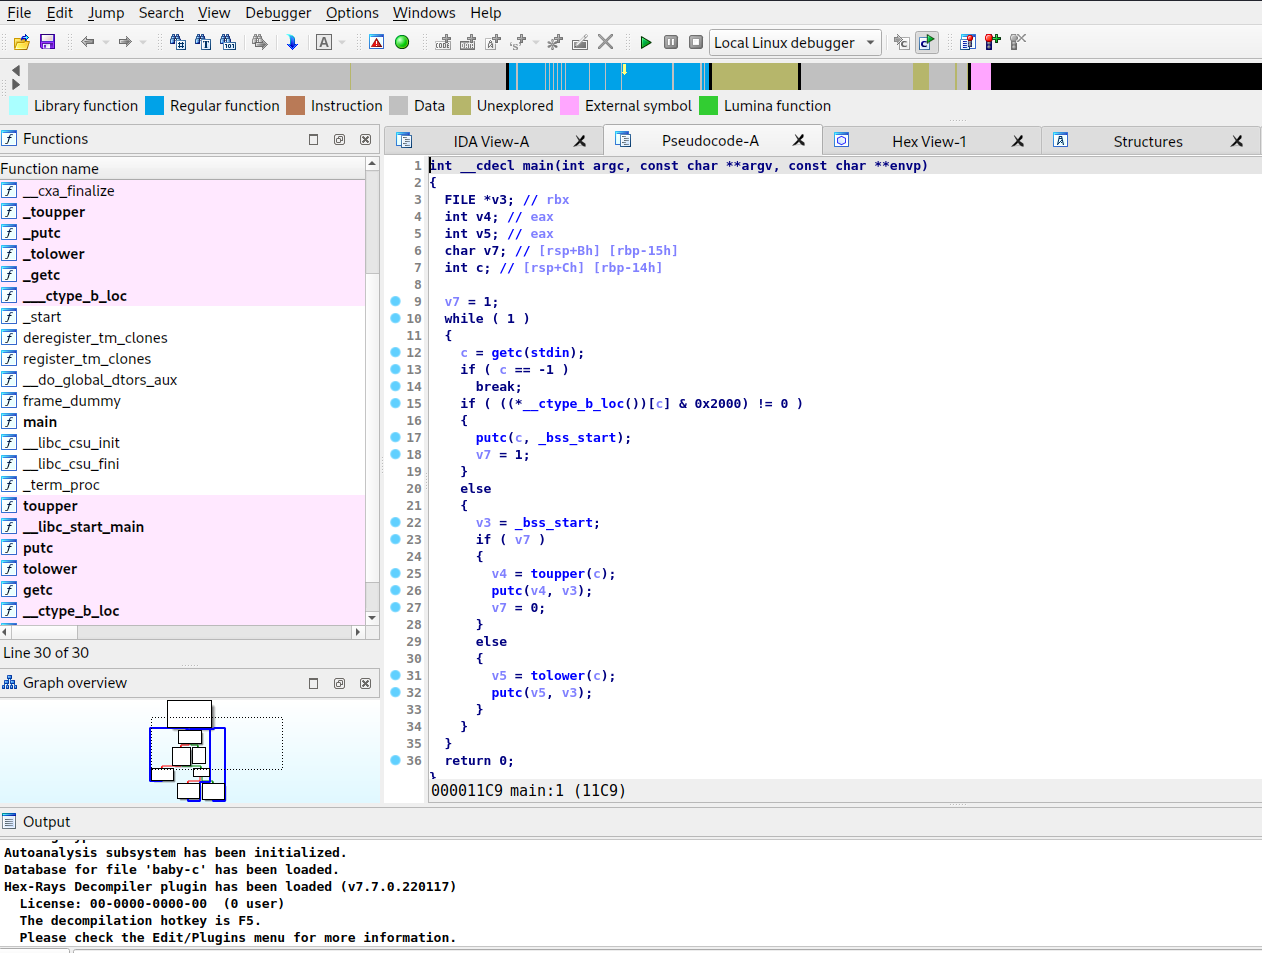 File Edit Jump Search View Debugger Options Windows Help
Local Linux debugger
Library function Regular function Instruction Data Unexplored External symbol Lumina function
Functions
Function name
__cxa_finalize
_toupper
_putc
_tolower
_getc
___ctype_b_loc
_start
deregister_tm_clones
register_tm_clones
__do_global_dtors_aux
frame_dummy
main
__libc_csu_init
__libc_csu_fini
_term_proc
toupper
__libc_start_main
putc
tolower
getc
__ctype_b_loc
Line 30 of 30
Graph overview
IDA View-A Pseudocode-A Hex View-1 Structures
1 int __cdecl main(int argc, const char **argv, const char **envp)
2 {
3 FILE *v3; // rbx
4 int v4; // eax
5 int v5; // eax
6 char v7; // [rsp+Bh] [rbp-15h]
7 int c; // [rsp+Ch] [rbp-14h]
8
9 v7 = 1;
10 while ( 1 )
11 {
12 c = getc(stdin);
13 if ( c == -1 )
14 break;
15 if ( ((*__ctype_b_loc())[c] & 0x2000) != 0 )
16 {
17 putc(c, _bss_start);
18 v7 = 1;
19 }
20 else
21 {
22 v3 = _bss_start;
23 if ( v7 )
24 {
25 v4 = toupper(c);
26 putc(v4, v3);
27 v7 = 0;
28 }
29 else
30 {
31 v5 = tolower(c);
32 putc(v5, v3);
33 }
34 }
35 }
36 return 0;
}
000011C9 main:1 (11C9)
Output
Autoanalysis subsystem has been initialized.
Database for file 'baby-c' has been loaded.
Hex-Rays Decompiler plugin has been loaded (v7.7.0.220117)
License: 00-0000-0000-00 (0 user)
The decompilation hotkey is F5.
Please check the Edit/Plugins menu for more information.